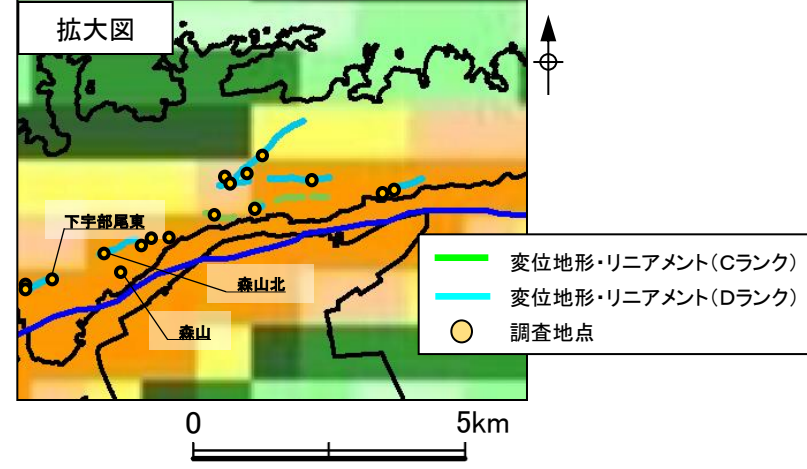 拡大図
下宇部尾東
森山北
森山
変位地形・リニアメント(Cランク)
変位地形・リニアメント(Dランク)
調査地点
0 5km